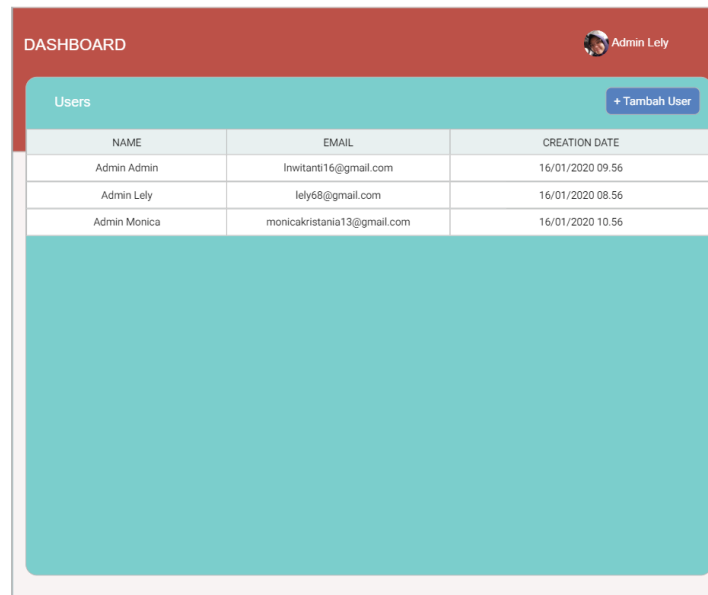 DASHBOARD Admin Lely
Users + Tambah User
NAME EMAIL CREATION DATE
Admin Admin lnwitanti16@gmail.com 16/01/2020 09.56
Admin Lely lely68@gmail.com 16/01/2020 08.56
Admin Monica monicakristania13@gmail.com 16/01/2020 10.56